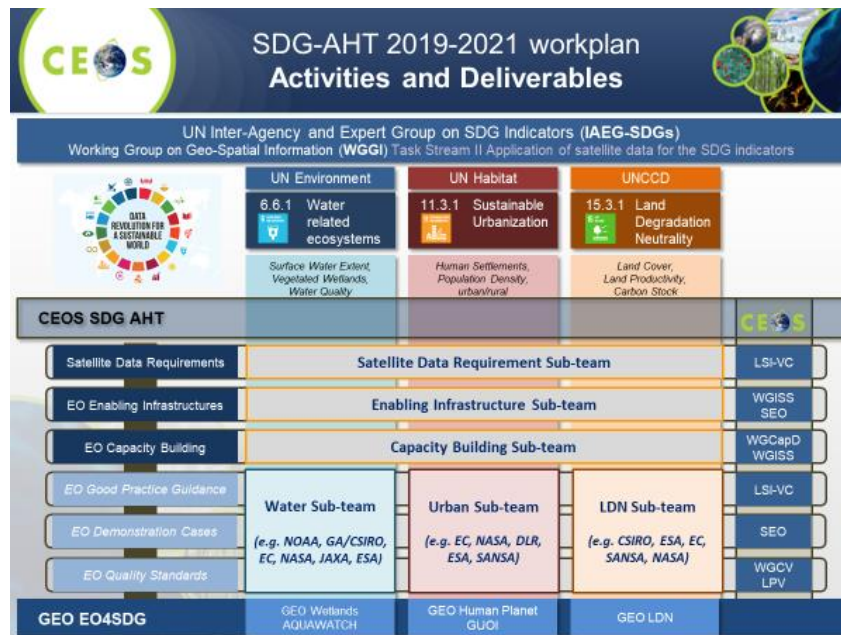 CEOS
SDG-AHT 2019-2021 workplan
Activities and Deliverables
UN Inter-Agency and Expert Group on SDG Indicators (IAEG-SDGs)
Working Group on Geo-Spatial Information (WGGI) Task Stream II Application of satellite data for the SDG indicators
DATA
REVOLUTION FOR
A SUSTAINABLE
WORLD
UN Environment
6.6.1 Water
related
ecosystems
Surface Water Extent,
Vegetated Wetlands,
Water Quality
UN Habitat
11.3.1 Sustainable
Urbanization
Human Settlements,
Population Density,
urban/rural
UNCCD
15.3.1 Land
Degradation
Neutrality
Land Cover,
Land Productivity,
Carbon Stock
CEOS SDG AHT
CEOS
Satellite Data Requirements
Satellite Data Requirement Sub-team
LSI-VC
EO Enabling Infrastructures
Enabling Infrastructure Sub-team
WGISS
SEO
EO Capacity Building
Capacity Building Sub-team
WGCapD
WGISS
EO Good Practice Guidance
EO Demonstration Cases
EO Quality Standards
Water Sub-team
(e.g. NOAA, GA/CSIRO,
EC, NASA, JAXA, ESA)
Urban Sub-team
(e.g. EC, NASA, DLR,
ESA, SANSA)
LDN Sub-team
(e.g. CSIRO, ESA, EC,
SANSA, NASA)
LSI-VC
SEO
WGCV
LPV
GEO EO4SDG
GEO Wetlands
AQUAWATCH
GEO Human Planet
GUOI
GEO LDN